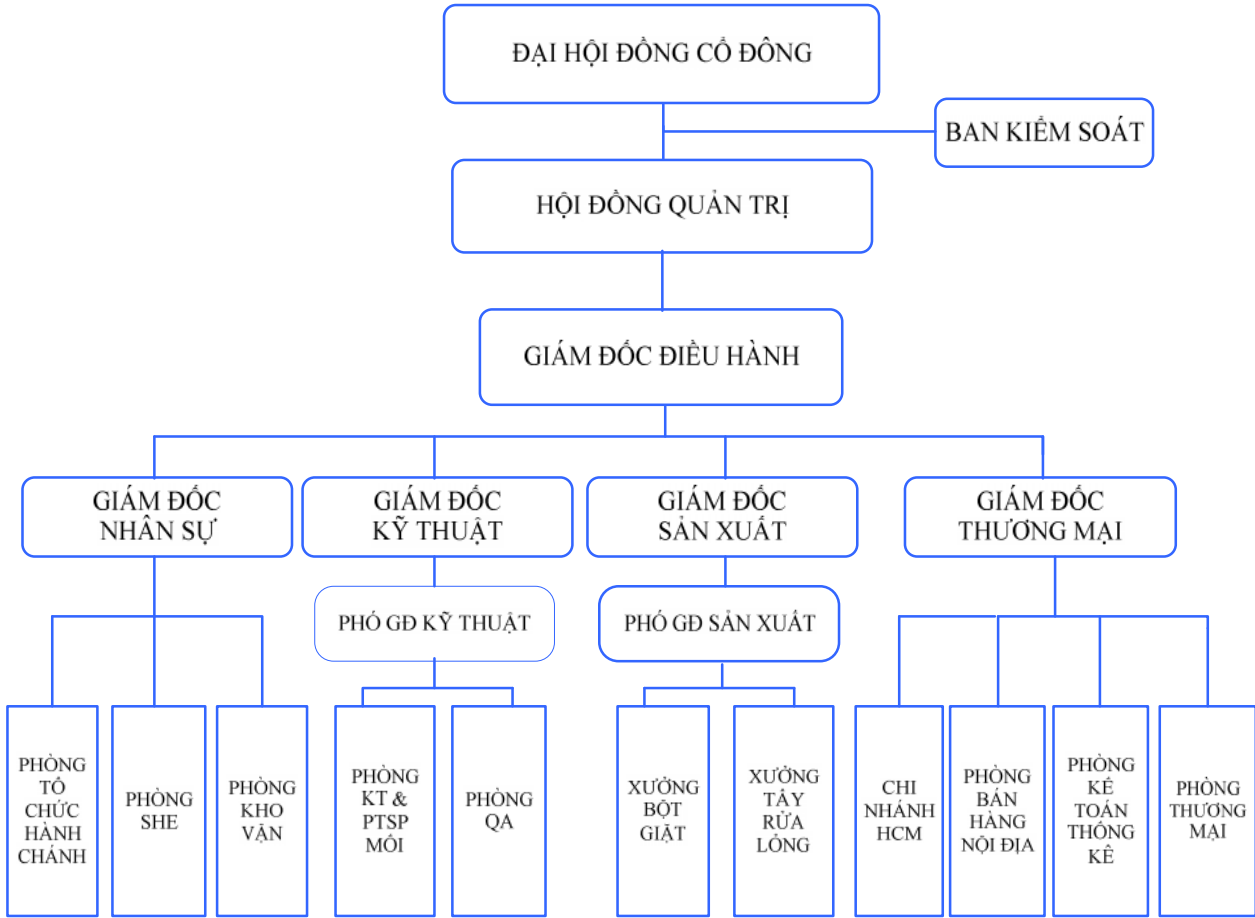 ĐẠI HỘI ĐỒNG CỔ ĐÔNG
BAN KIỂM SOÁT
HỘI ĐỒNG QUẢN TRỊ
GIÁM ĐỐC ĐIỀU HÀNH
GIÁM ĐỐC
NHÂN SỰ
GIÁM ĐỐC
KỸ THUẬT
GIÁM ĐỐC
SẢN XUẤT
GIÁM ĐỐC
THƯƠNG MẠI
PHÓ GĐ KỸ THUẬT
PHÓ GĐ SẢN XUẤT
PHÒNG
TỔ
CHỨC
HÀNH
CHÁNH
PHÒNG
SHE
PHÒNG
KHO
VẬN
PHÒNG
KT &
PTSP
MỚI
PHÒNG
QA
XƯỞNG
BỘT
GIẶT
XƯỞNG
TẨY
RỬA
LỎNG
CHI
NHÁNH
HCM
PHÒNG
BÁN
HÀNG
NỘI ĐỊA
PHÒNG
KẾ
TOÁN
THỐNG
KÊ
PHÒNG
THƯƠNG
MẠI